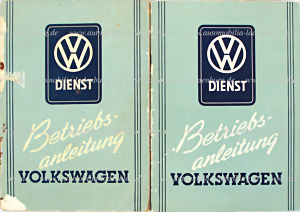 VW
DIENST
Betriebs-
anleitung
VOLKSWAGEN
VW
DIENST
Betriebs-
anleitung
VOLKSWAGEN